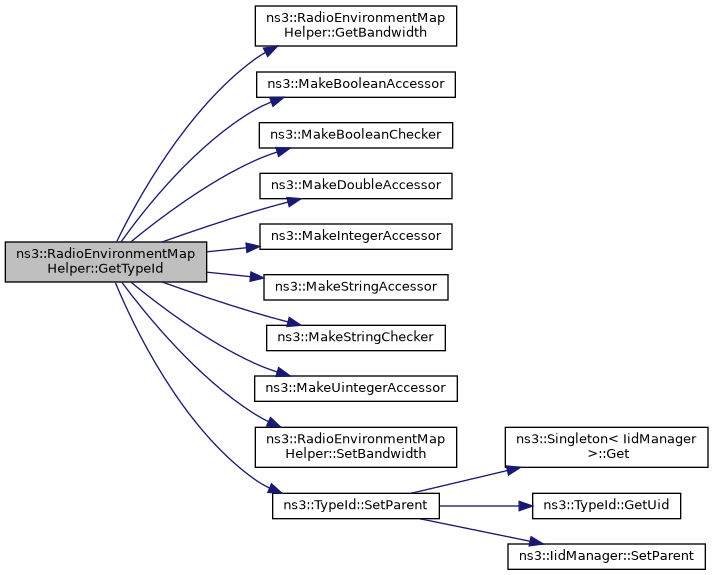 ns3::RadioEnvironmentMap
Helper::GetTypeId
ns3::RadioEnvironmentMap
Helper::GetBandwidth
ns3::MakeBooleanAccessor
ns3::MakeBooleanChecker
ns3::MakeDoubleAccessor
ns3::MakeIntegerAccessor
ns3::MakeStringAccessor
ns3::MakeStringChecker
ns3::MakeUintegerAccessor
ns3::RadioEnvironmentMap
Helper::SetBandwidth
ns3::TypeId::SetParent
ns3::Singleton< IidManager
>::Get
ns3::TypeId::GetUid
ns3::IidManager::SetParent